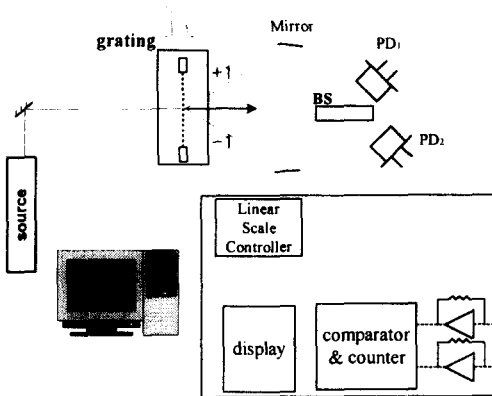 grating
Mirror
PD1
+1
BS
-1
PD2
source
Linear
Scale
Controller
display
comparator
& counter